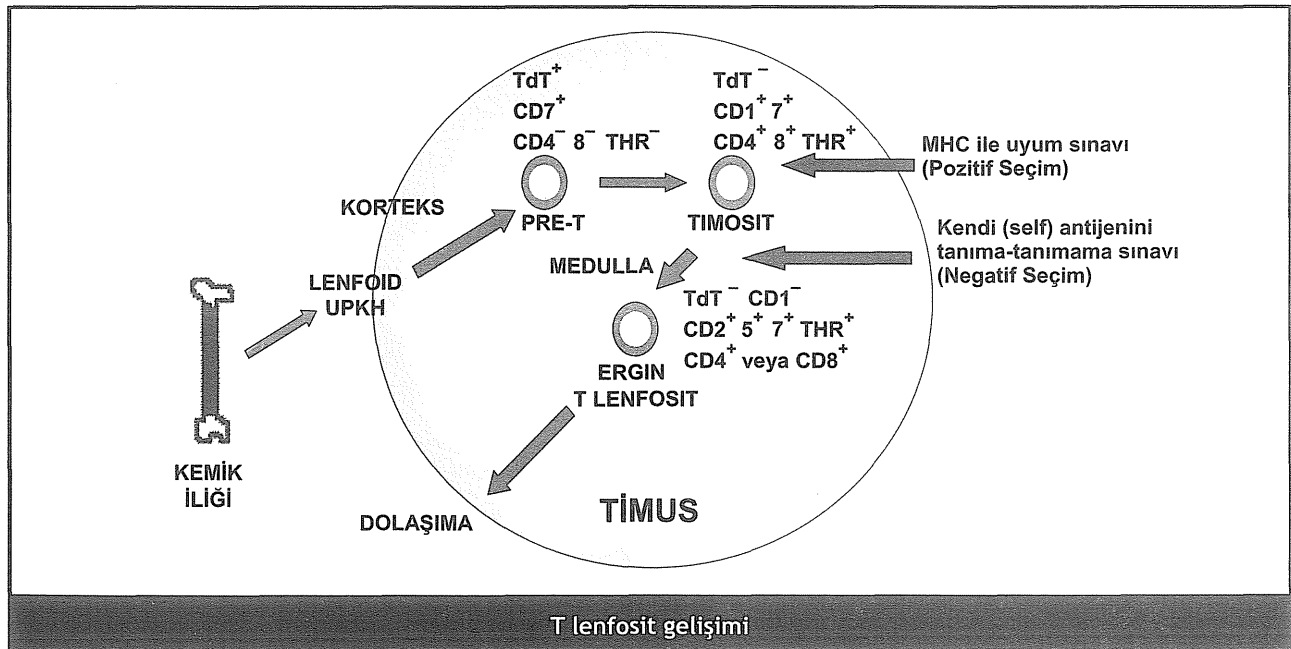 TdT⁺
CD7⁺
CD4⁻ 8⁻ THR⁻
PRE-T
TdT⁻
CD1⁺ 7⁺
CD4⁺ 8⁺ THR⁺
TIMOSIT
MHC ile uyum sınavı
(Pozitif Seçim)
Kendi (self) antijenini
tanıma-tanımama sınavı
(Negatif Seçim)
KORTEKS
MEDULLA
LENFOID
UPKH
TdT⁻ CD1⁻
CD2⁺ 5⁺ 7⁺ THR⁺
CD4⁺ veya CD8⁺
ERGIN
T LENFOSIT
KEMİK
İLİĞİ
DOLAŞIMA
TİMUS
T lenfosit gelişimi